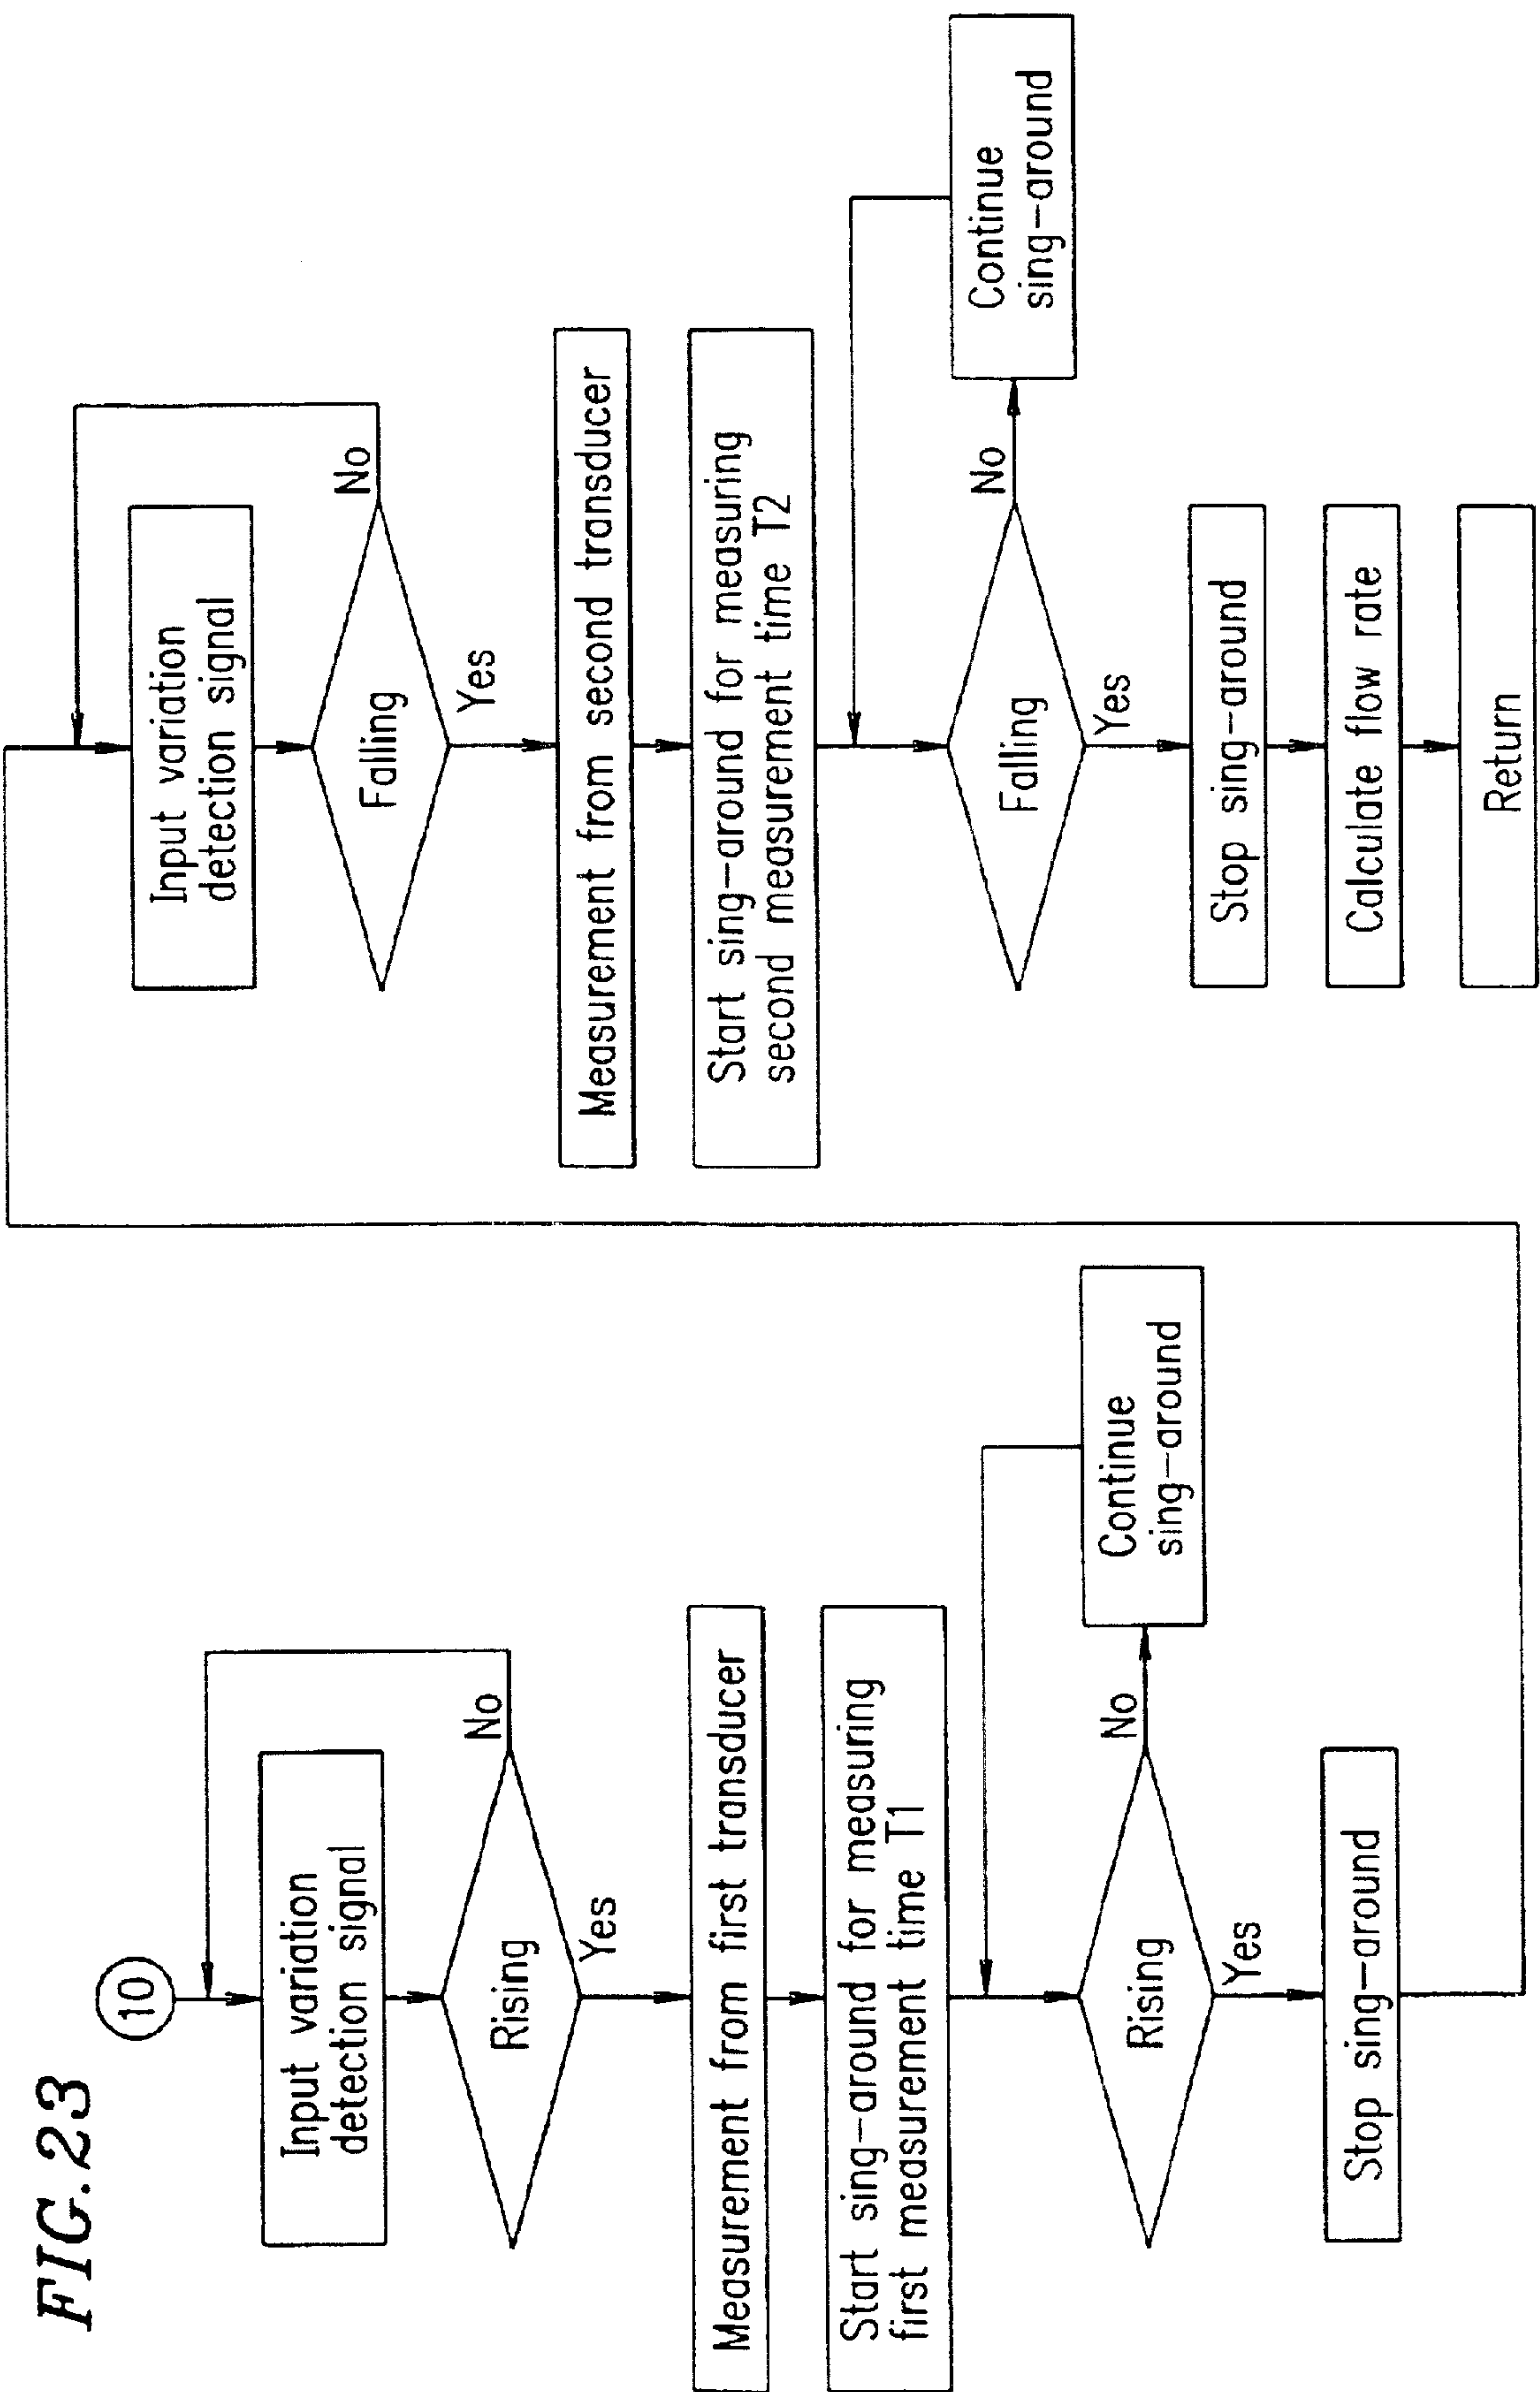 FIG.23
10
Input variation
detection signal
Rising
No
Yes
Measurement from first transducer
Start sing-around for measuring
first measurement time T1
Rising
No
Continue
sing-around
Yes
Stop sing-around
Input variation
detection signal
Falling
No
Yes
Measurement from second transducer
Start sing-around for measuring
second measurement time T2
Falling
No
Continue
sing-around
Yes
Stop sing-around
Calculate flow rate
Return